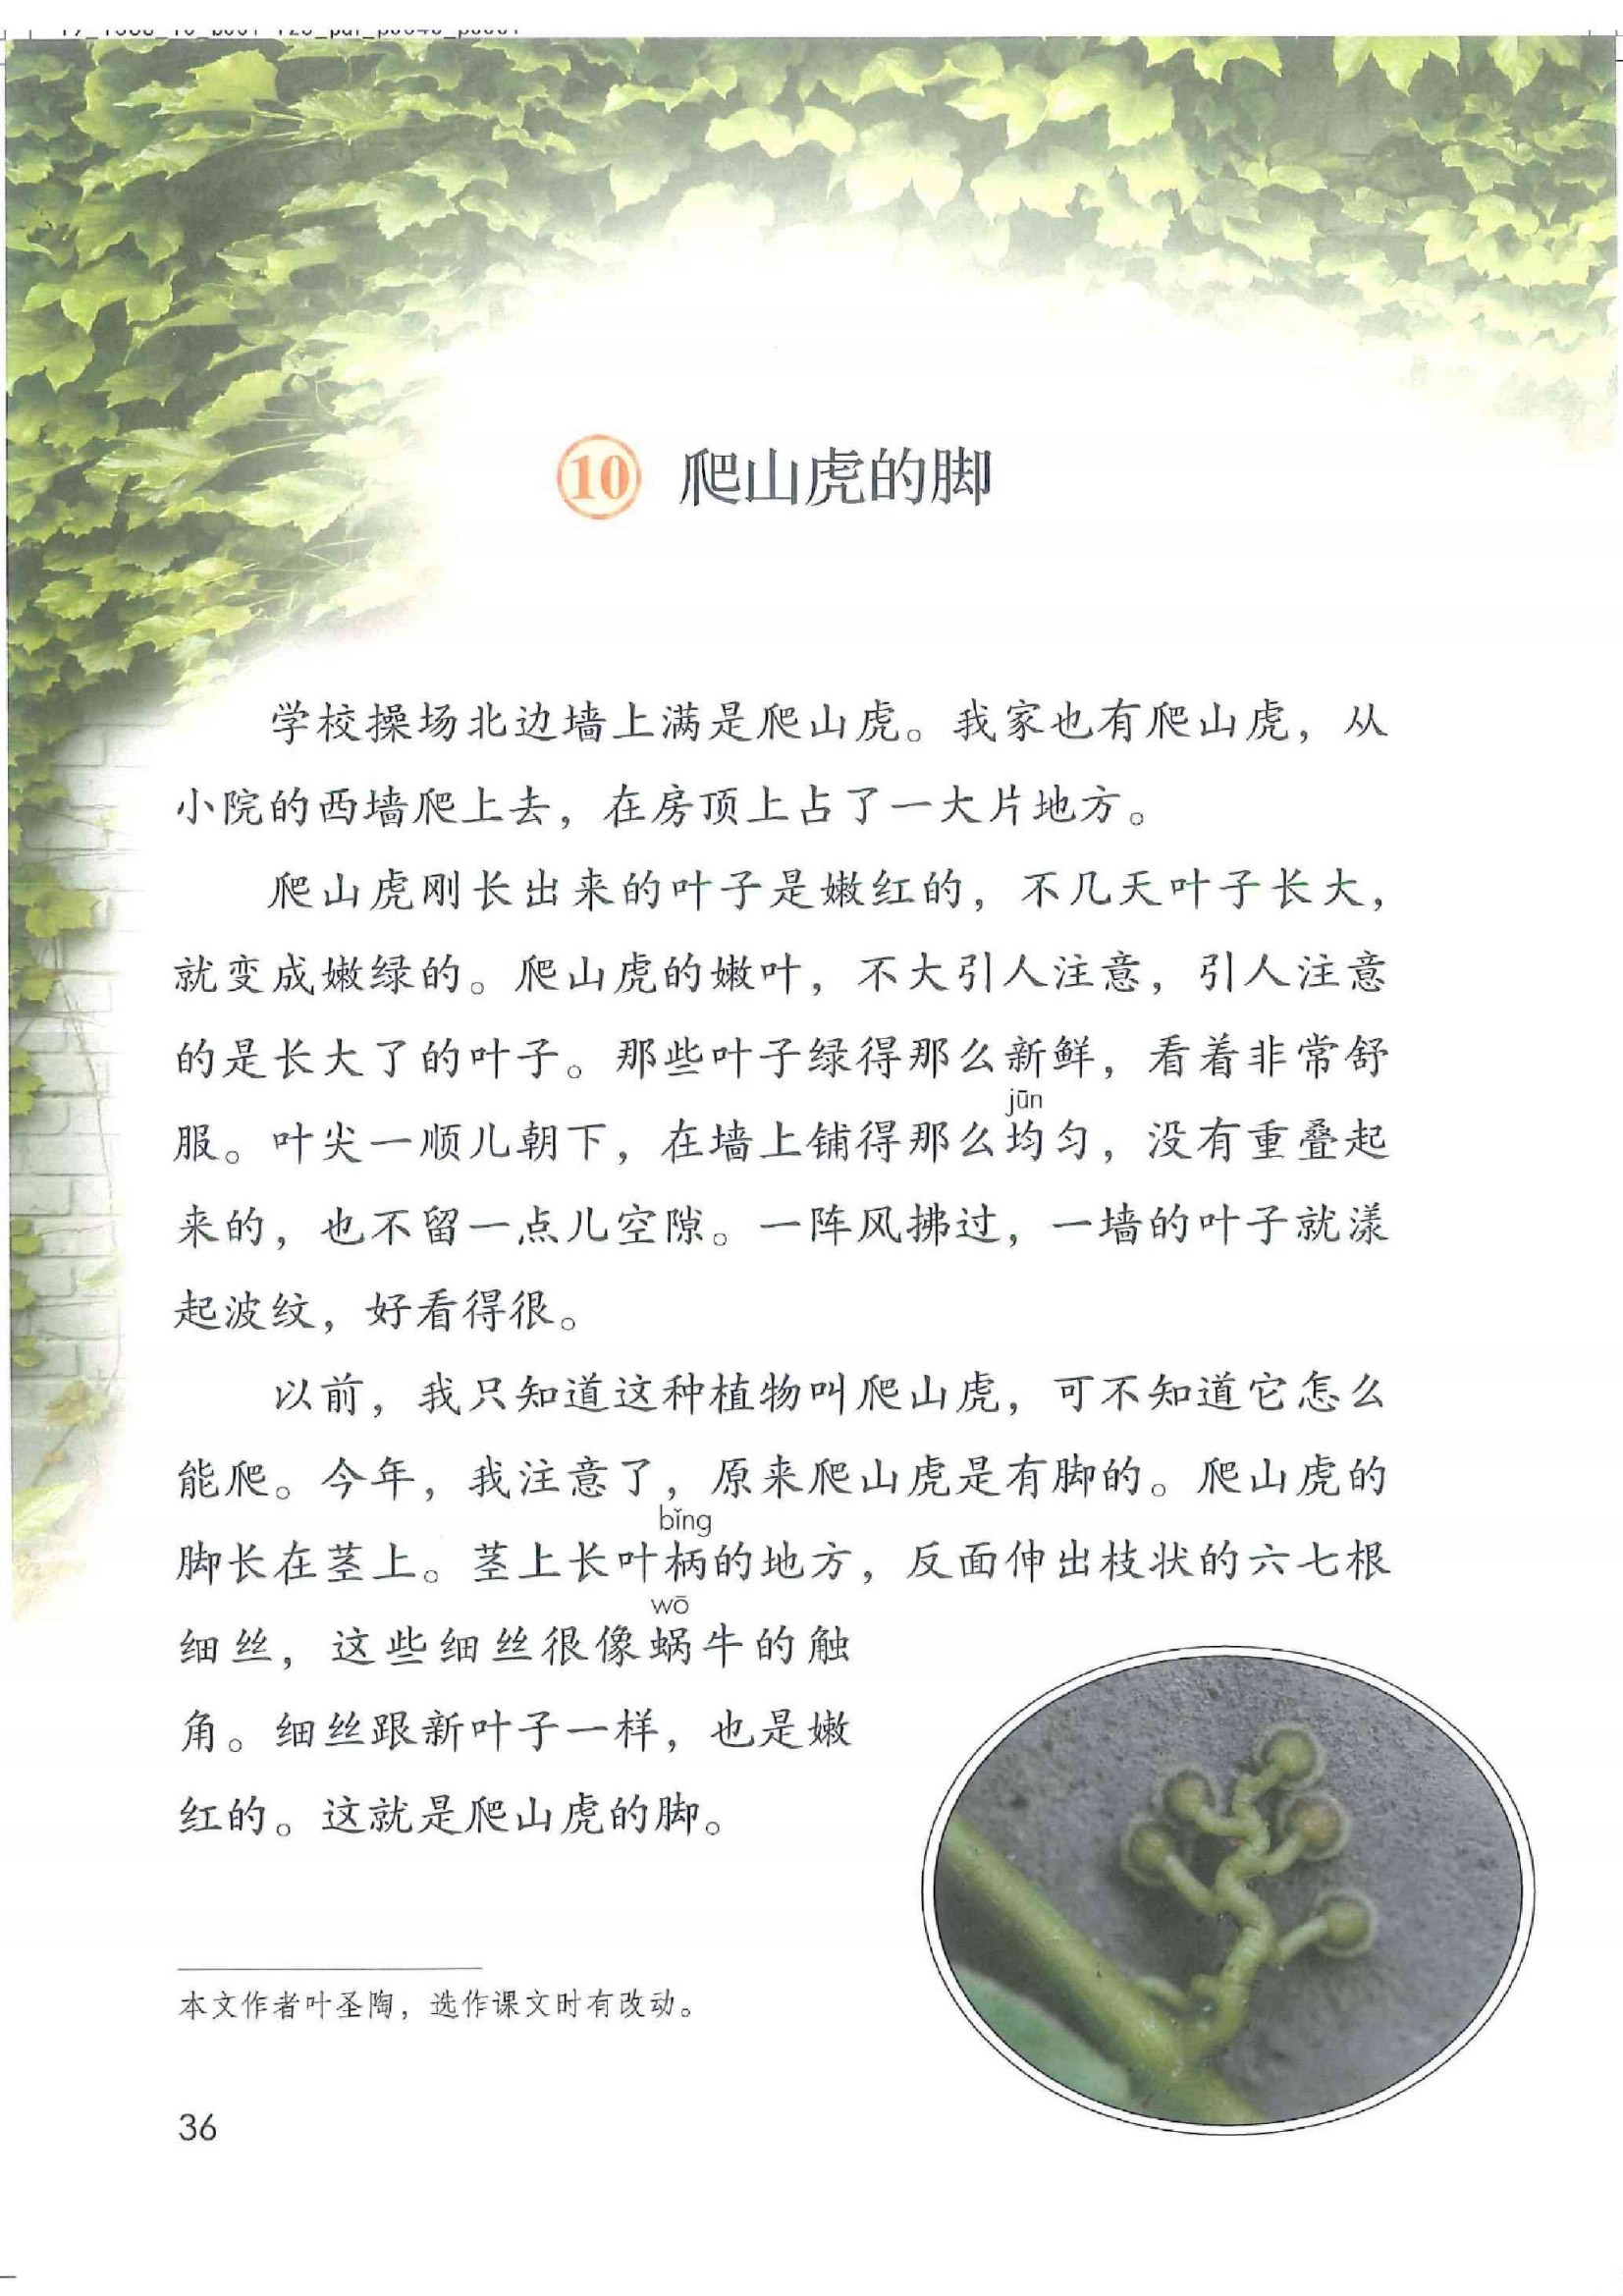 10 爬山虎的脚
学校操场北边墙上满是爬山虎。我家也有爬山虎，从
小院的西墙爬上去，在房顶上占了一大片地方。
爬山虎刚长出来的叶子是嫩红的，不几天叶子长大，
就变成嫩绿的。爬山虎的嫩叶，不大引人注意，引人注意
的是长大了的叶子。那些叶子绿得那么新鲜，看着非常舒
jūn
服。叶尖一顺儿朝下，在墙上铺得那么均匀，没有重叠起
来的，也不留一点儿空隙。一阵风拂过，一墙的叶子就漾
起波纹，好看得很。
以前，我只知道这种植物叫爬山虎，可不知道它怎么
能爬。今年，我注意了，原来爬山虎是有脚的。爬山虎的
bǐng
脚长在茎上。茎上长叶柄的地方，反面伸出枝状的六七根
wō
细丝，这些细丝很像蜗牛的触
角。细丝跟新叶子一样，也是嫩
红的。这就是爬山虎的脚。
本文作者叶圣陶，选作课文时有改动。
36